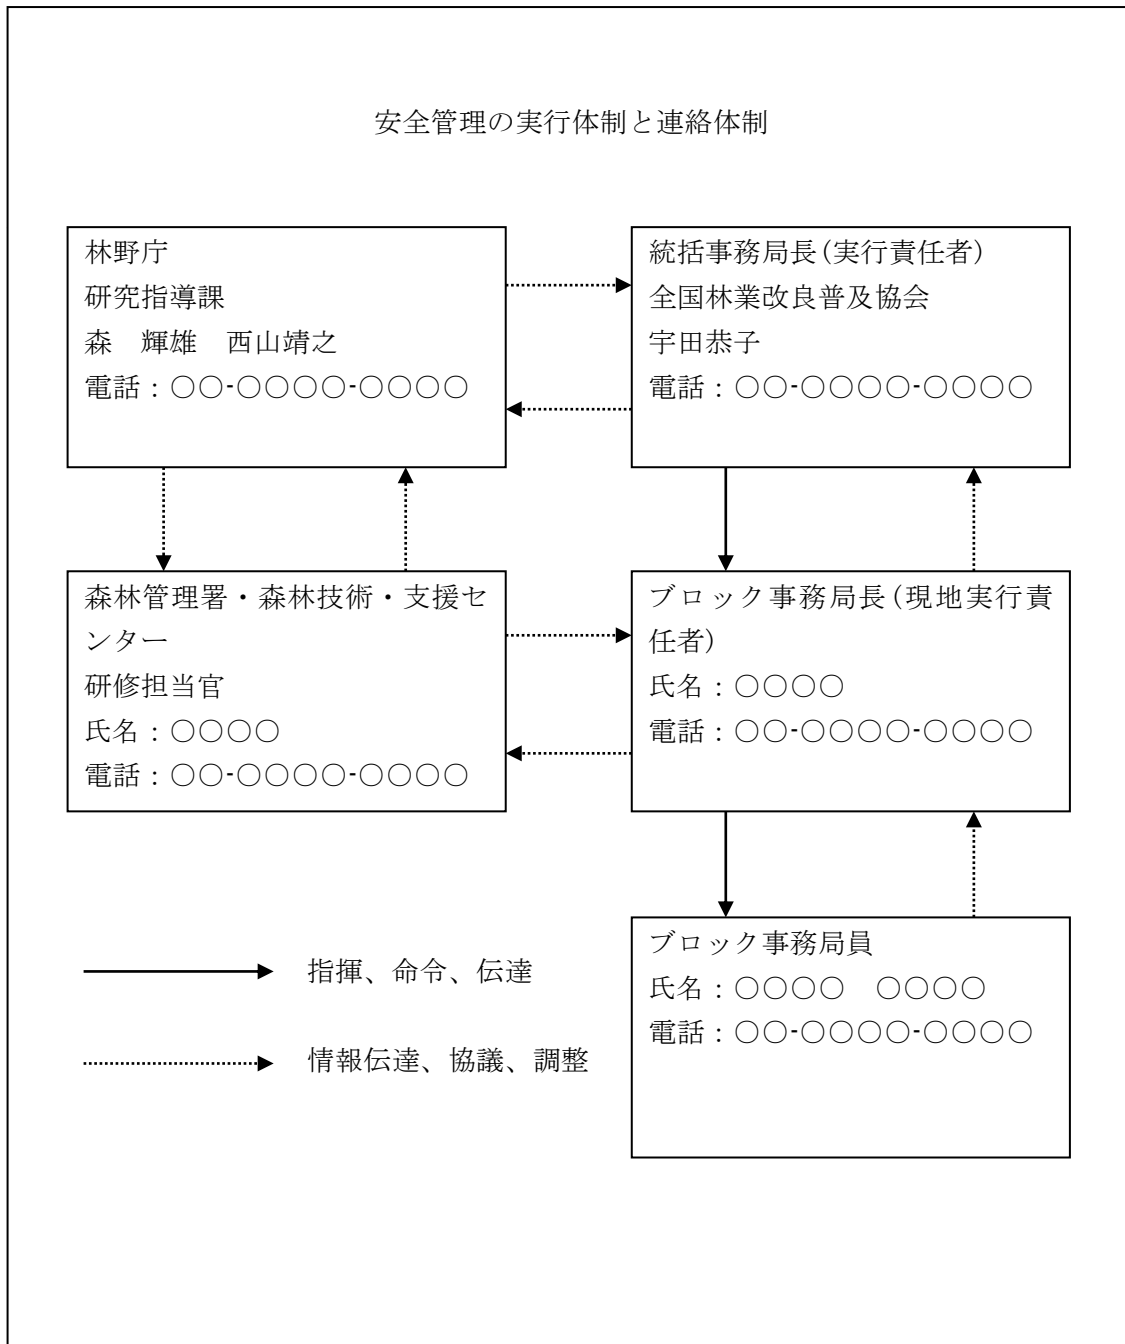 安全管理の実行体制と連絡体制
林野庁
研究指導課
森　輝雄　西山靖之
電話：○○-○○○○-○○○○
統括事務局長(実行責任者)
全国林業改良普及協会
宇田恭子
電話：○○-○○○○-○○○○
森林管理署・森林技術・支援セ
ンター
研修担当官
氏名：○○○○
電話：○○-○○○○-○○○○
ブロック事務局長(現地実行責
任者)
氏名：○○○○
電話：○○-○○○○-○○○○
ブロック事務局員
氏名：○○○○　○○○○
電話：○○-○○○○-○○○○
指揮、命令、伝達
情報伝達、協議、調整